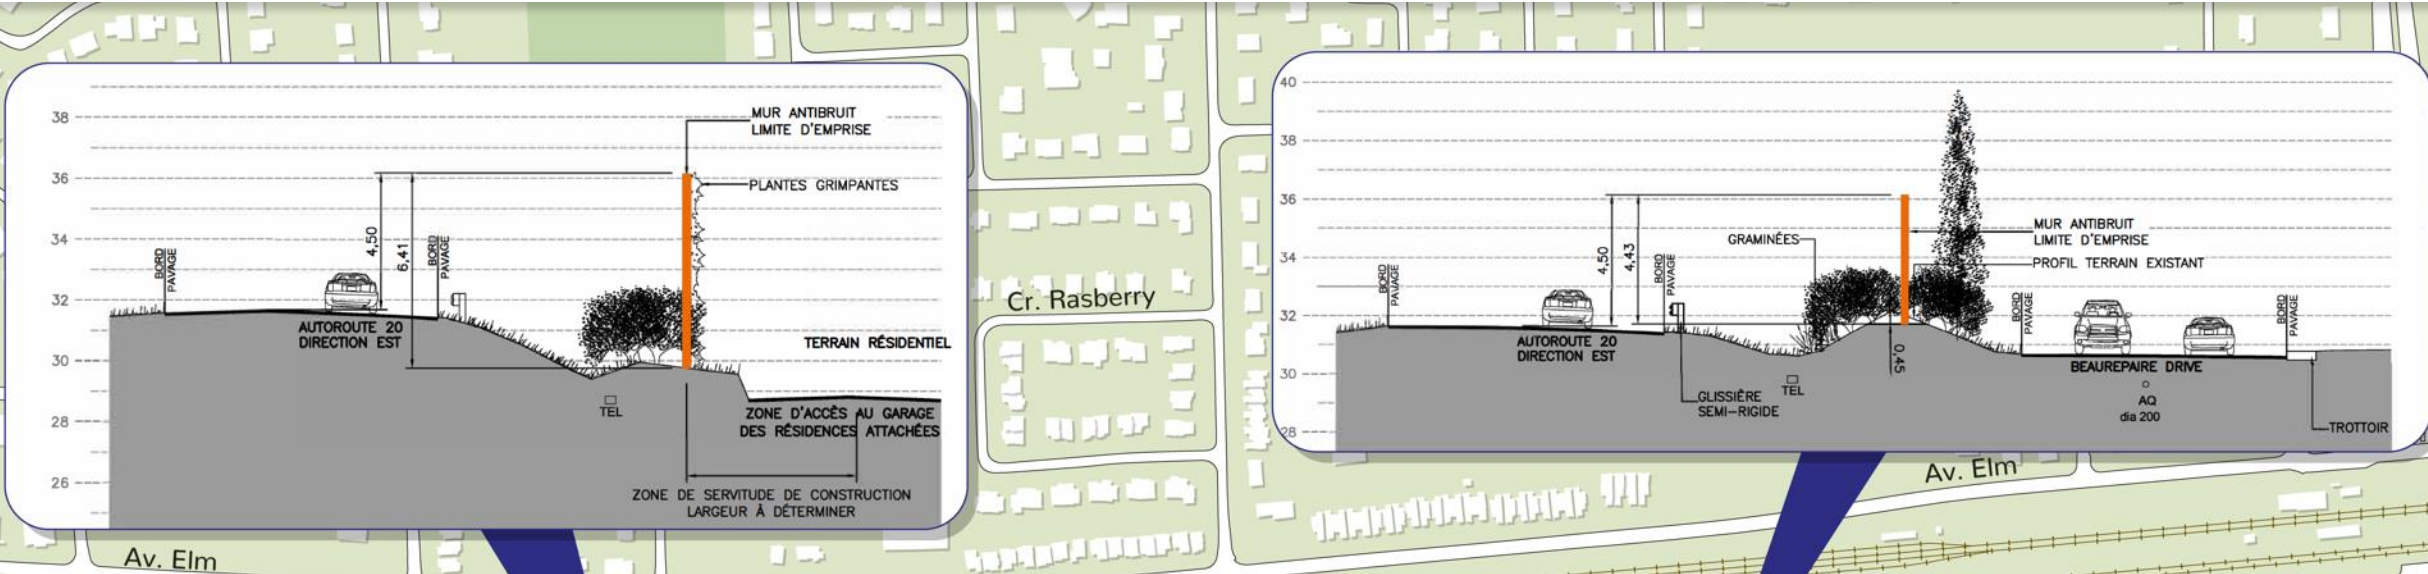 38
36
34
32
30
28
26
MUR ANTIBRUIT
LIMITE D'EMPRISE
PLANTES GRIMPANTES
4,50
6,41
BORD
PAVAGE
BORD
PAVAGE
AUTOROUTE 20
DIRECTION EST
TERRAIN RÉSIDENTIEL
TEL
ZONE D'ACCÈS AU GARAGE
DES RÉSIDENCES ATTACHÉES
ZONE DE SERVITUDE DE CONSTRUCTION
LARGEUR À DÉTERMINER
Av. Elm
Cr. Rasberry
40
38
36
34
32
30
28
MUR ANTIBRUIT
LIMITE D'EMPRISE
GRAMINÉES
PROFIL TERRAIN EXISTANT
4,50
4,43
BORD
PAVAGE
BORD
PAVAGE
BORD
PAVAGE
BORD
PAVAGE
AUTOROUTE 20
DIRECTION EST
0,45
BEAUREPAIRE DRIVE
TEL
GLISSIÈRE
SEMI-RIGIDE
AQ
dia 200
TROTTOIR
Av. Elm